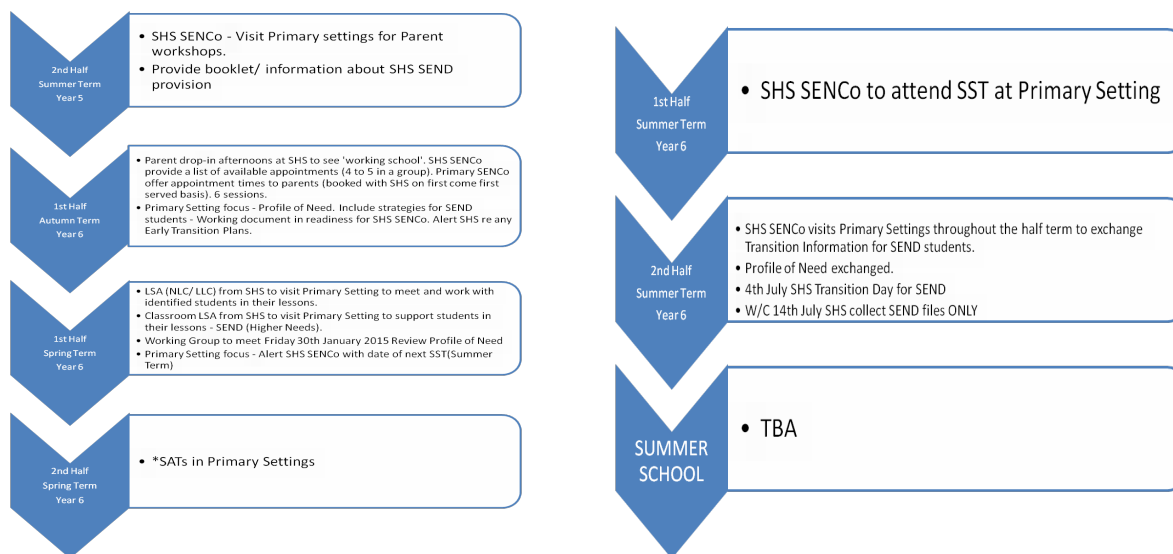 2nd Half
Summer Term
Year 5
• SHS SENCo - Visit Primary settings for Parent
workshops.
• Provide booklet/ information about SHS SEND
provision
1st Half
Autumn Term
Year 6
• Parent drop-in afternoons at SHS to see 'working school'. SHS SENCo
provide a list of available appointments (4 to 5 in a group). Primary SENCo
offer appointment times to parents (booked with SHS on first come first
served basis). 6 sessions.
• Primary Setting focus - Profile of Need. Include strategies for SEND
students - Working document in readiness for SHS SENCo. Alert SHS re any
Early Transition Plans.
1st Half
Spring Term
Year 6
• LSA (NLC/ LLC) from SHS to visit Primary Setting to meet and work with
identified students in their lessons.
• Classroom LSA from SHS to visit Primary Setting to support students in
their lessons - SEND (Higher Needs).
• Working Group to meet Friday 30th January 2015 Review Profile of Need
• Primary Setting focus - Alert SHS SENCo with date of next SST(Summer
Term)
2nd Half
Spring Term
Year 6
• *SATs in Primary Settings
1st Half
Summer Term
Year 6
• SHS SENCo to attend SST at Primary Setting
2nd Half
Summer Term
Year 6
• SHS SENCo visits Primary Settings throughout the half term to exchange
Transition Information for SEND students.
• Profile of Need exchanged.
• 4th July SHS Transition Day for SEND
• W/C 14th July SHS collect SEND files ONLY
SUMMER
SCHOOL
• TBA